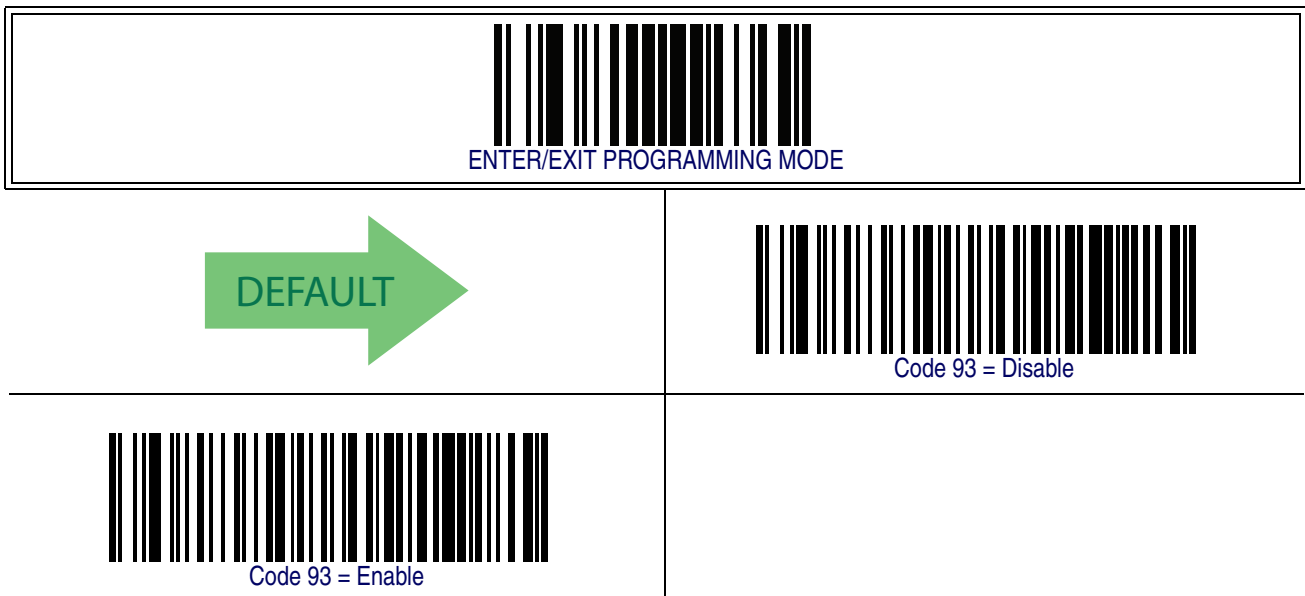 ENTER/EXIT PROGRAMMING MODE
DEFAULT
Code 93 = Disable
Code 93 = Enable